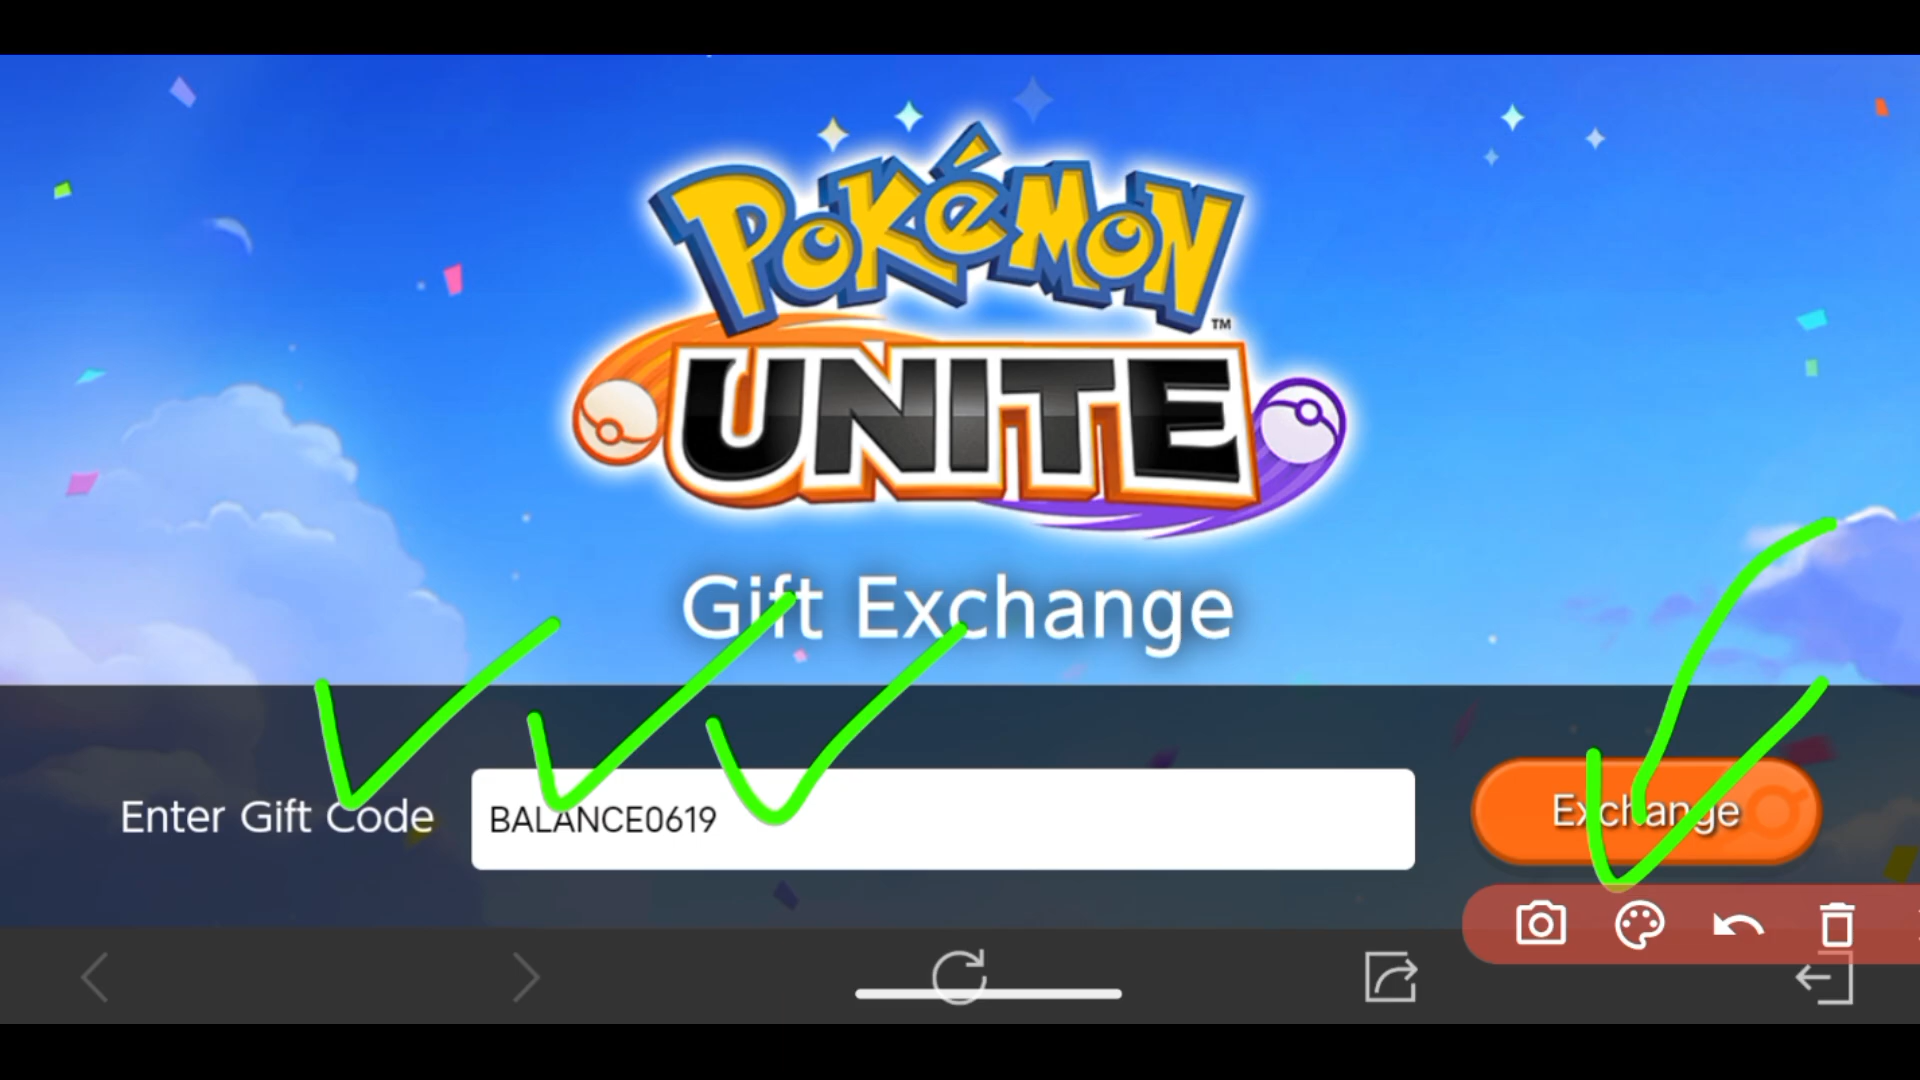 POKéMON
TM
UNITE
Gift Exchange
Enter Gift Code
BALANCE0619
Exchange